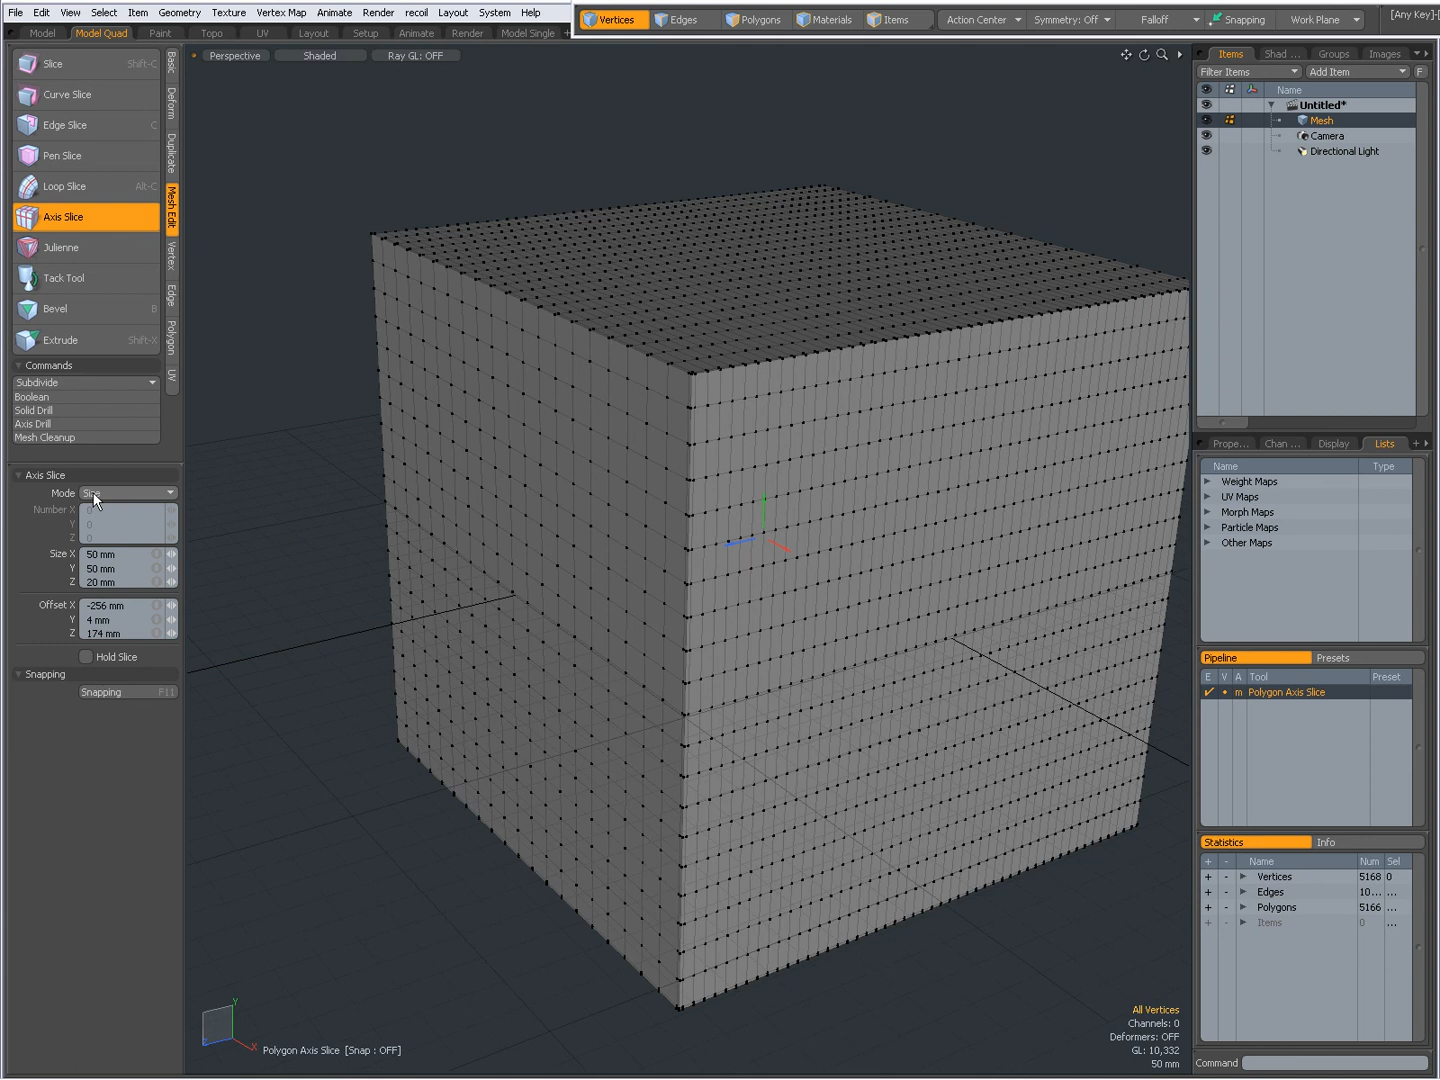 File Edit View Select Item Geometry Texture Vertex Map Animate Render recoil Layout System Help
Vertices Edges Polygons Materials Items Action Center Symmetry: Off Falloff Snapping Work Plane [Any Key]-[
Model Model Quad Paint Topo UV Layout Setup Animate Render Model Single +
Perspective Shaded Ray GL: OFF
Slice Shift-C
Curve Slice
Edge Slice C
Pen Slice
Loop Slice Alt-C
Axis Slice
Julienne
Tack Tool
Bevel B
Extrude Shift-X
Basic
Deform
Duplicate
Mesh Edit
Vertex
Edge
Polygon
UV
Commands
Subdivide
Boolean
Solid Drill
Axis Drill
Mesh Cleanup
Axis Slice
Mode Size
Number X 0
Y 0
Z 0
Size X 50 mm
Y 50 mm
Z 20 mm
Offset X -256 mm
Y 4 mm
Z 174 mm
Hold Slice
Snapping
Snapping F11
Y
X
Polygon Axis Slice [Snap : OFF]
All Vertices
Channels: 0
Deformers: OFF
GL: 10,332
50 mm
Items Shad ... Groups Images
Filter Items Add Item F
Name
Untitled*
Mesh
Camera
Directional Light
Prope... Chan ... Display Lists +
Name Type
Weight Maps
UV Maps
Morph Maps
Particle Maps
Other Maps
Pipeline Presets
E V A Tool Preset
m Polygon Axis Slice
Statistics Info
+ - Name Num Sel
+ - Vertices 5168 0
+ - Edges 10... ...
+ - Polygons 5166 ...
+ - Items 0 ...
Command